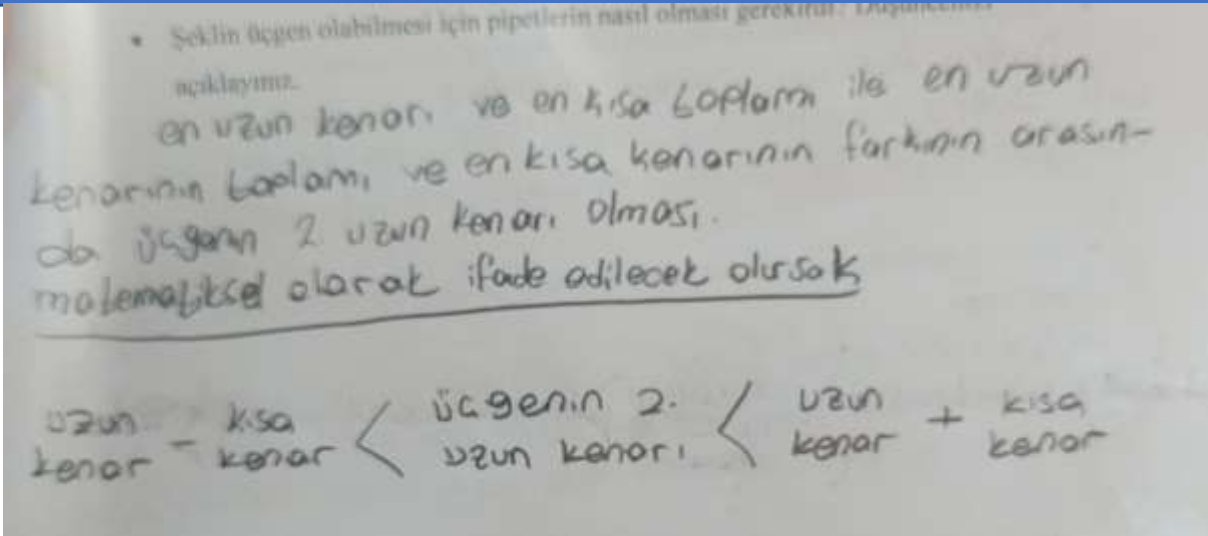 • Şeklin üçgen olabilmesi için pipetlerin nasıl olması gerekir?
açıklayınız.
en uzun kenarı ve en kısa toplamı ile en uzun
kenarının toplamı ve en kısa kenarının farkının arasın-
da üçgenin 2 uzun kenarı olması.
matematiksel olarak ifade edilecek olursak
uzun kenar - kısa kenar < üçgenin 2. uzun kenarı < uzun kenar + kısa kenar